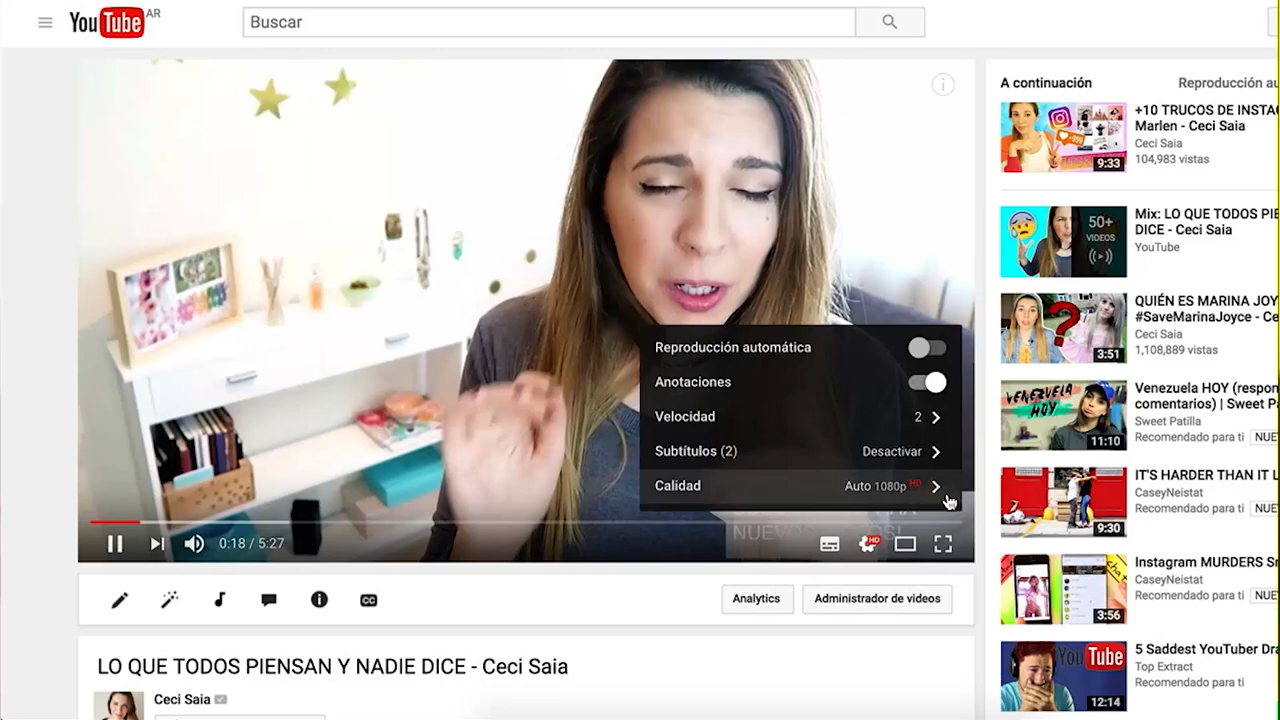 YouTube AR
Buscar
Reproducción automática
Anotaciones
Velocidad 2
Subtítulos (2) Desactivar
Calidad Auto 1080p HD
NUEVOS
0:18 / 5:27
HD
Analytics
Administrador de videos
CC
LO QUE TODOS PIENSAN Y NADIE DICE - Ceci Saia
Ceci Saia
A continuación
Reproducción au
9:33
+10 TRUCOS DE INSTA
Marlen - Ceci Saia
Ceci Saia
104,983 vistas
50+
VIDEOS
Mix: LO QUE TODOS PIE
DICE - Ceci Saia
YouTube
3:51
QUIÉN ES MARINA JOY
#SaveMarinaJoyce - Ce
Ceci Saia
1,108,889 vistas
VENEZUELA
HOY
11:10
Venezuela HOY (respon
comentarios) | Sweet P
Sweet Patilla
Recomendado para ti NUE
9:30
IT'S HARDER THAN IT L
CaseyNeistat
Recomendado para ti NUE
3:56
Instagram MURDERS S
CaseyNeistat
Recomendado para ti NUE
You Tube
12:14
5 Saddest YouTuber Dra
Top Extract
Recomendado para ti